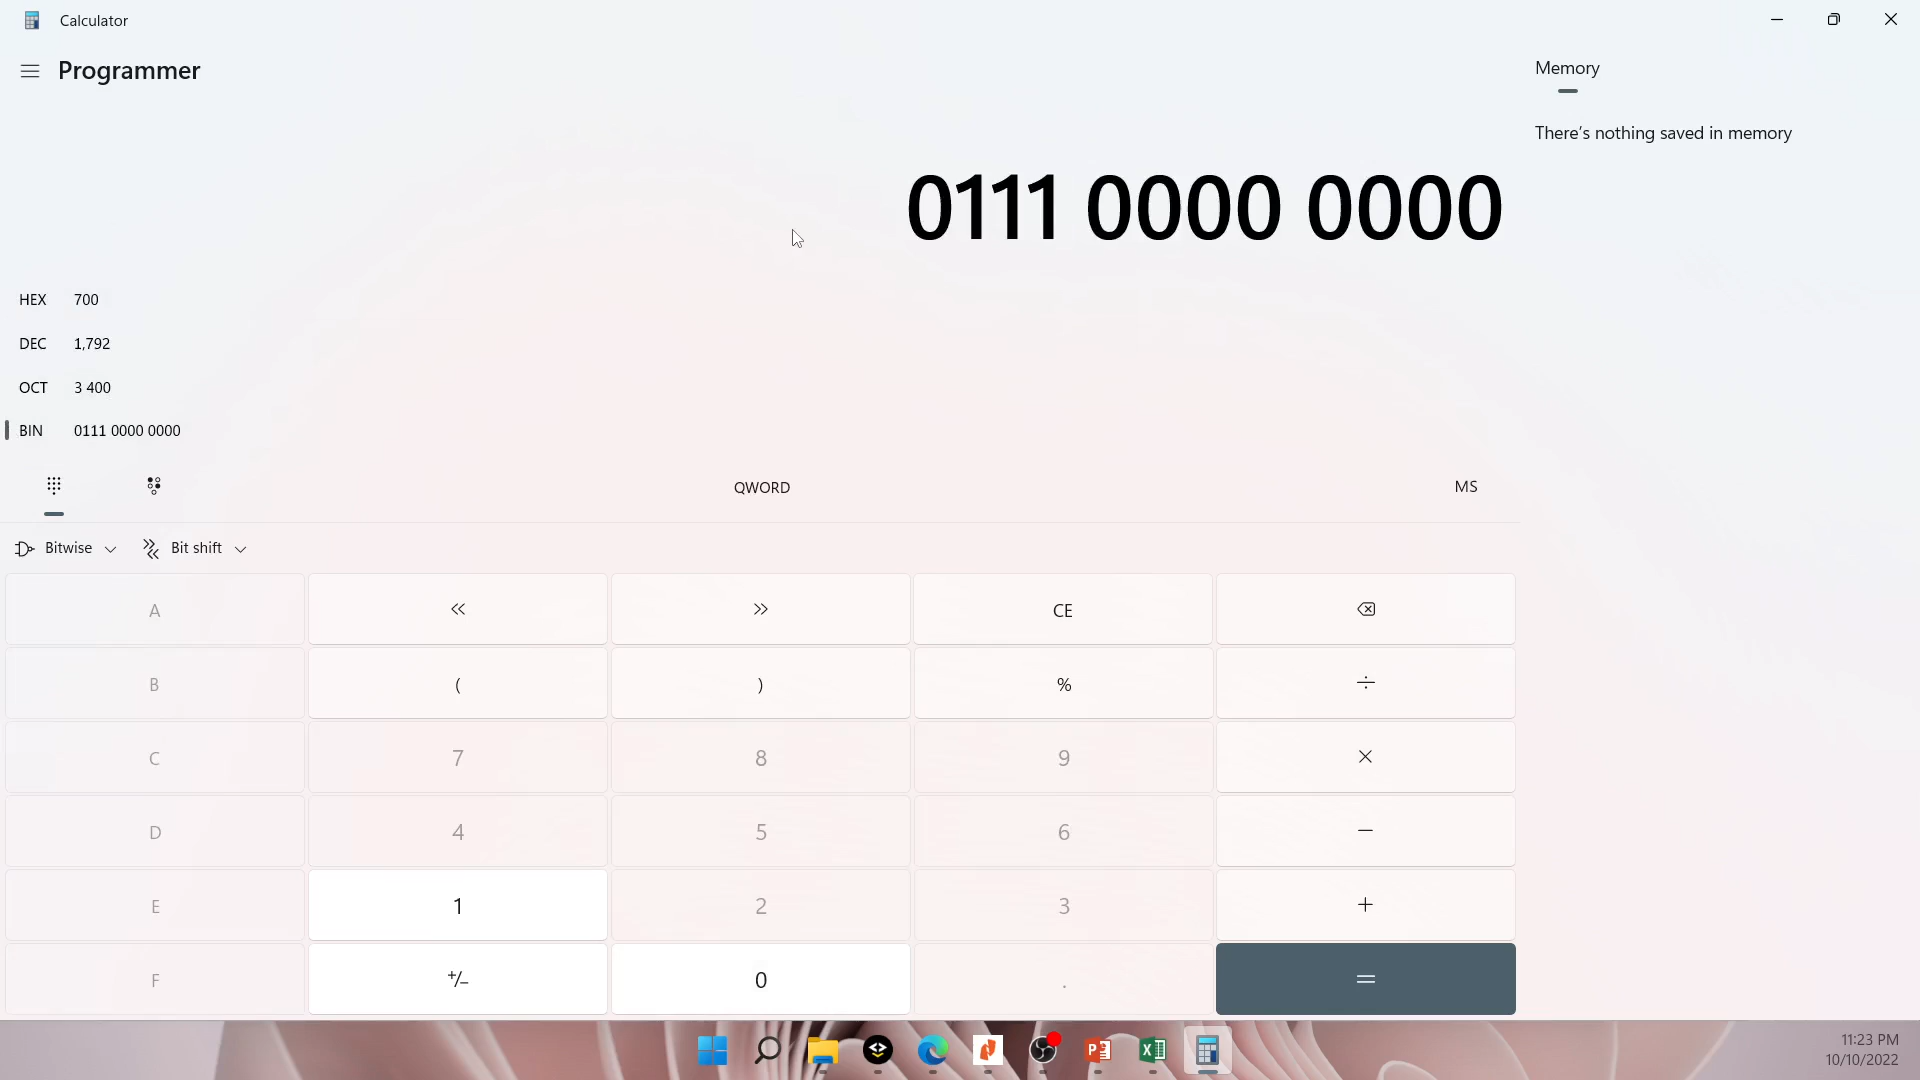 Calculator
Programmer
Memory
There's nothing saved in memory
0111 0000 0000
HEX 700
DEC 1,792
OCT 3 400
BIN 0111 0000 0000
QWORD MS
Bitwise Bit shift
A « » CE
B ( ) % ÷
C 7 8 9 ×
D 4 5 6 −
E 1 2 3 +
F +/− 0 . =
11:23 PM
10/10/2022